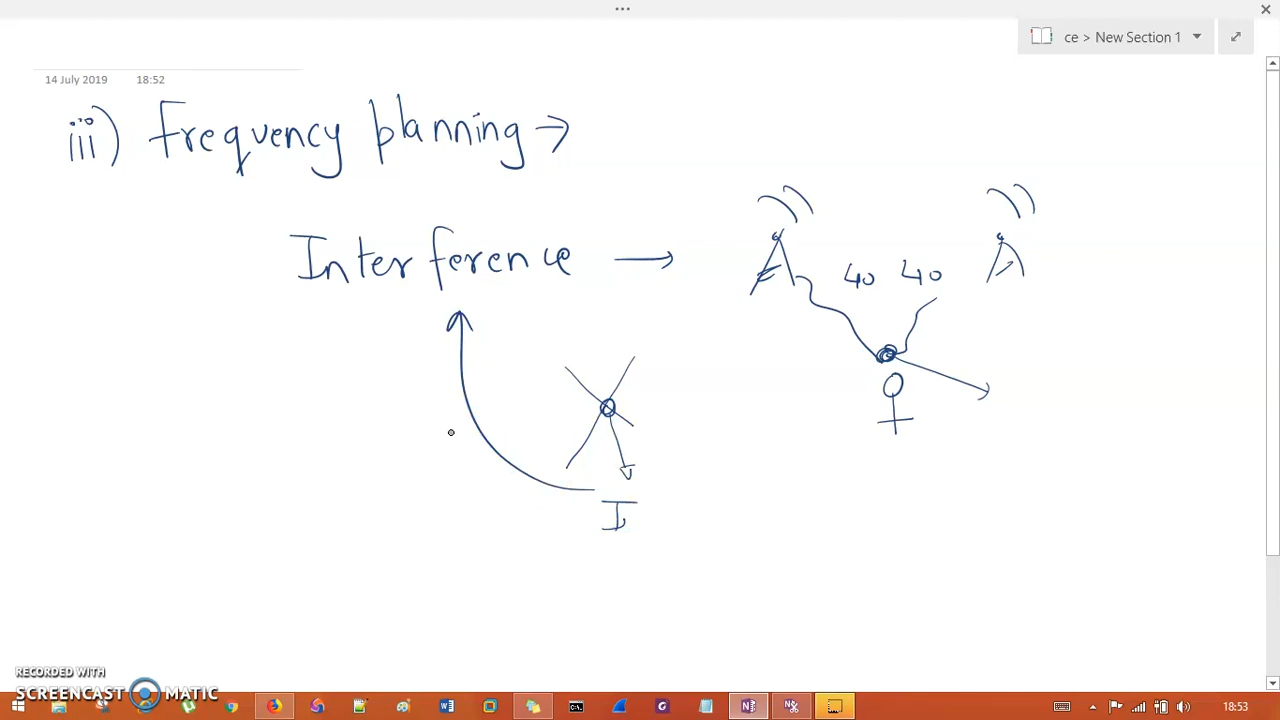 ce > New Section 1
14 July 2019 18:52
iii) Frequency planning →
Interference →
40 40
I
RECORDED WITH
SCREENCAST MATIC
18:53